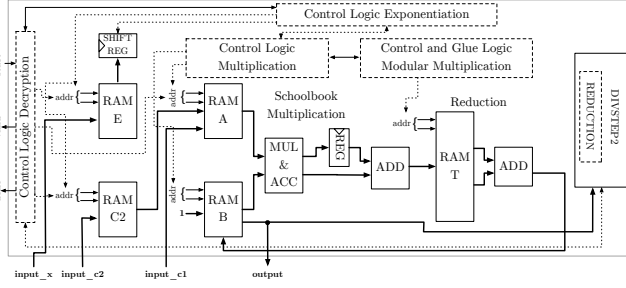 Control Logic Exponentiation
SHIFT
REG
Control Logic
Multiplication
Control and Glue Logic
Modular Multiplication
Control Logic Decryption
addr
RAM
E
addr
RAM
A
Schoolbook
Multiplication
Reduction
addr
MUL
&
ACC
REG
ADD
RAM
T
ADD
REDUCTION
DIVSTEP2
addr
RAM
C2
addr
1
RAM
B
input_x
input_c2
input_c1
output